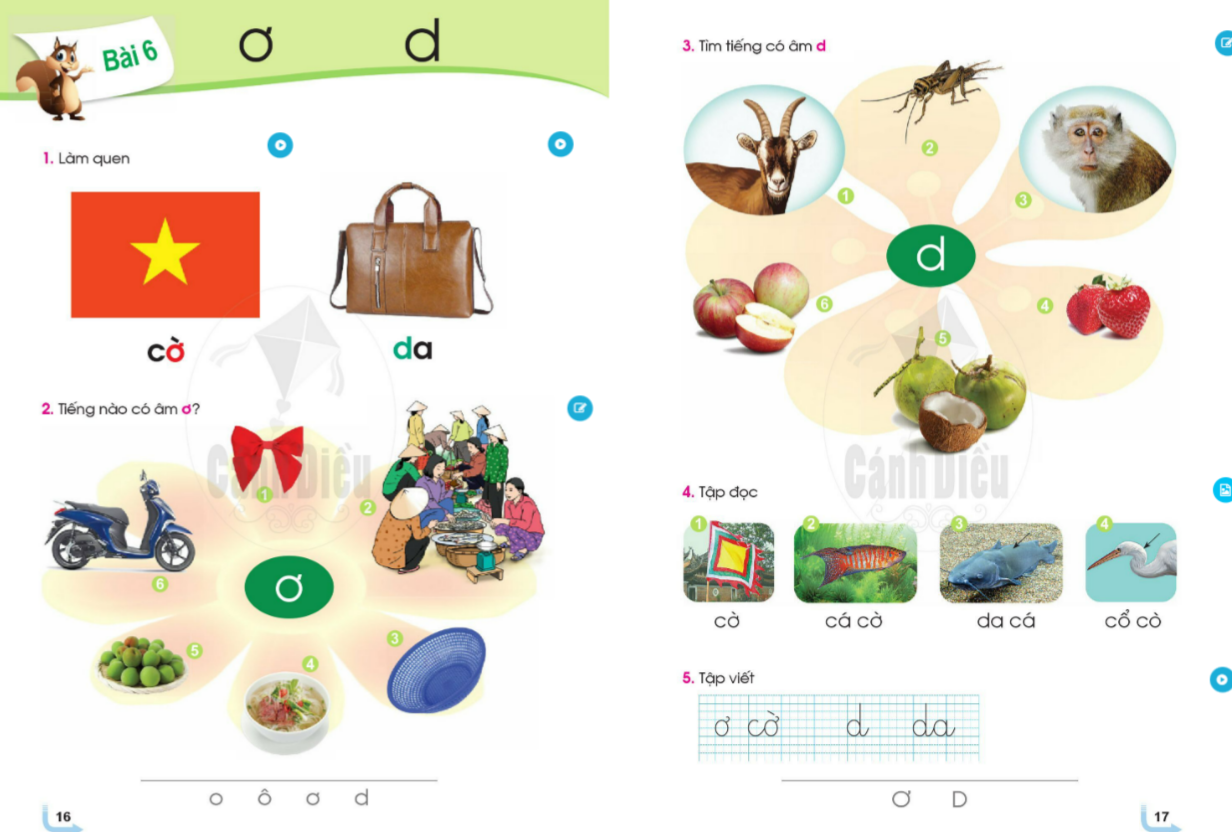 Bài 6
ơ d
1. Làm quen
cờ da
2. Tiếng nào có âm ơ?
1
2
6
ơ
3
5
4
Cánh Diều
o ô ơ d
16
3. Tìm tiếng có âm d
2
1
3
d
6
4
5
Cánh Diều
4. Tập đọc
1 2 3 4
cờ cá cờ da cá cổ cò
5. Tập viết
ơ cờ d da
Ơ D
17